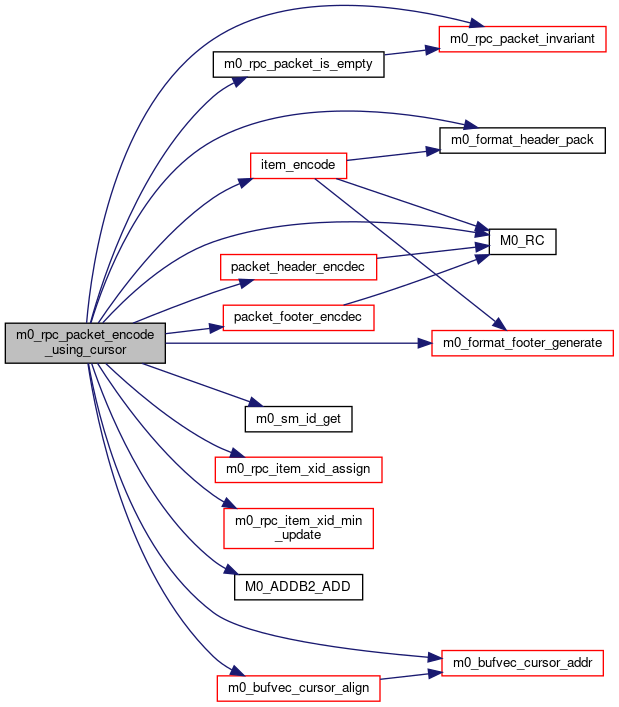 m0_rpc_packet_invariant
m0_rpc_packet_is_empty
m0_format_header_pack
item_encode
M0_RC
packet_header_encdec
packet_footer_encdec
m0_rpc_packet_encode
_using_cursor
m0_format_footer_generate
m0_sm_id_get
m0_rpc_item_xid_assign
m0_rpc_item_xid_min
_update
M0_ADDB2_ADD
m0_bufvec_cursor_addr
m0_bufvec_cursor_align